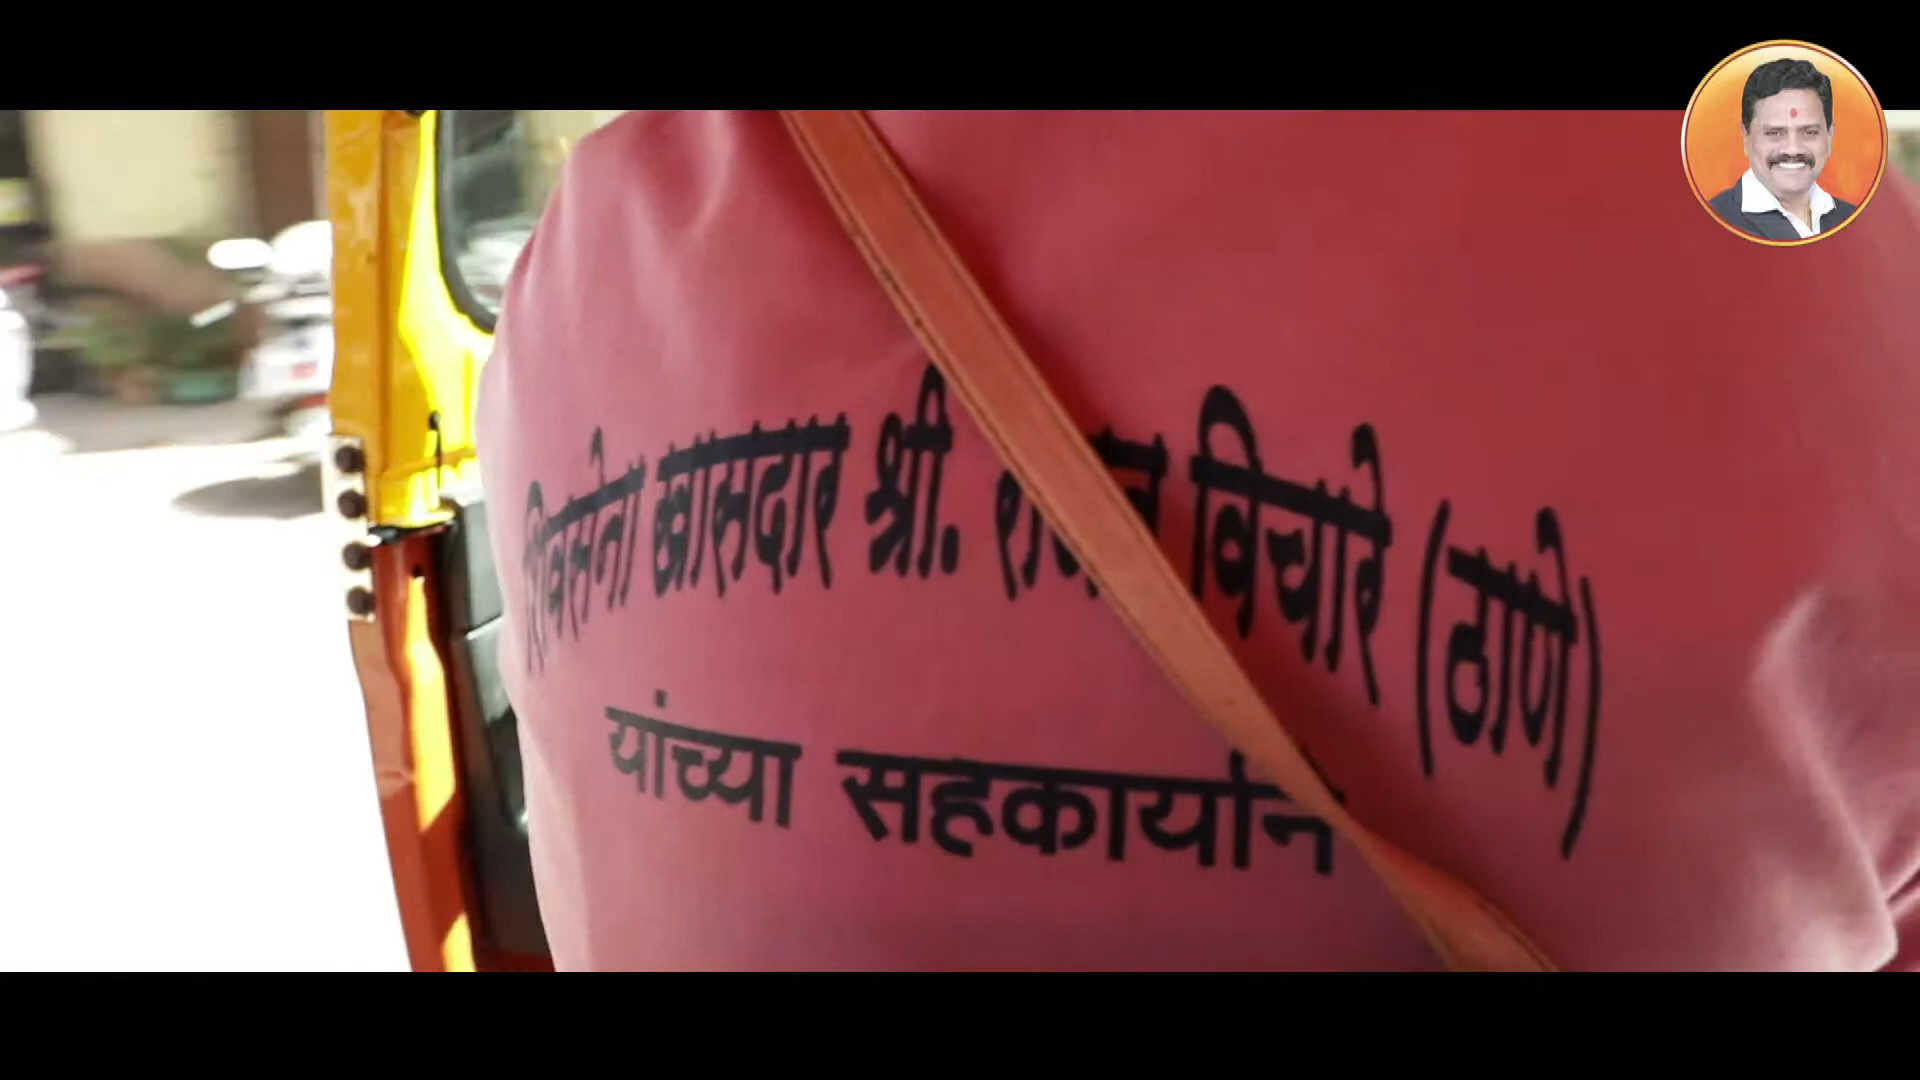 शिवसेना खासदार श्री. विचारे (ठाणे)
यांच्या सहकार्याने